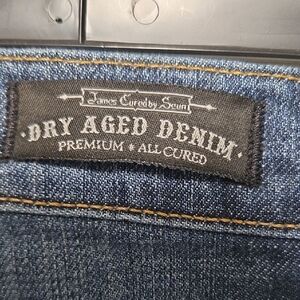 James Cured by Seun
·DRY AGED DENIM·
PREMIUM ★ ALL CURED